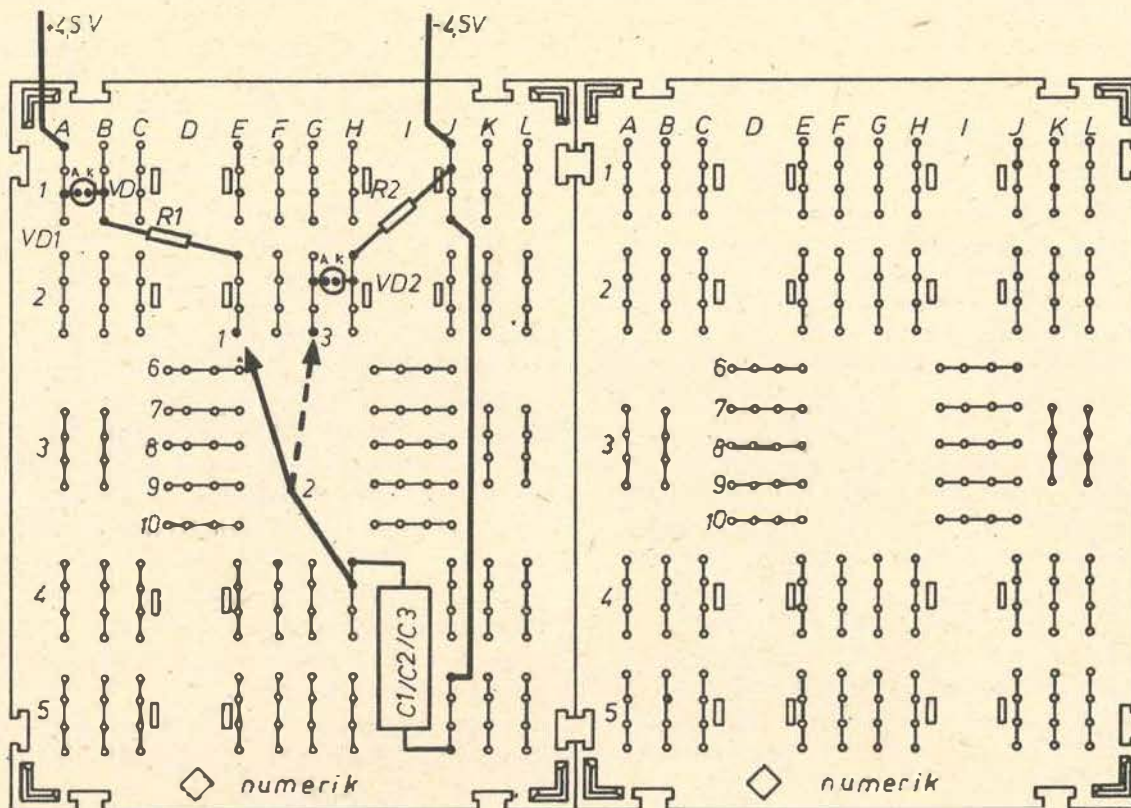 +4,5V -4,5V
A B C D E F G H I J K L A B C D E F G H I J K L
A K
1 VD R2 1
R1
VD1
A K
2 VD2 2
1 3
6 6
7 7
3 8 3 8
9 2 9
10 10
4 4
C1/C2/C3
5 5
numerik numerik